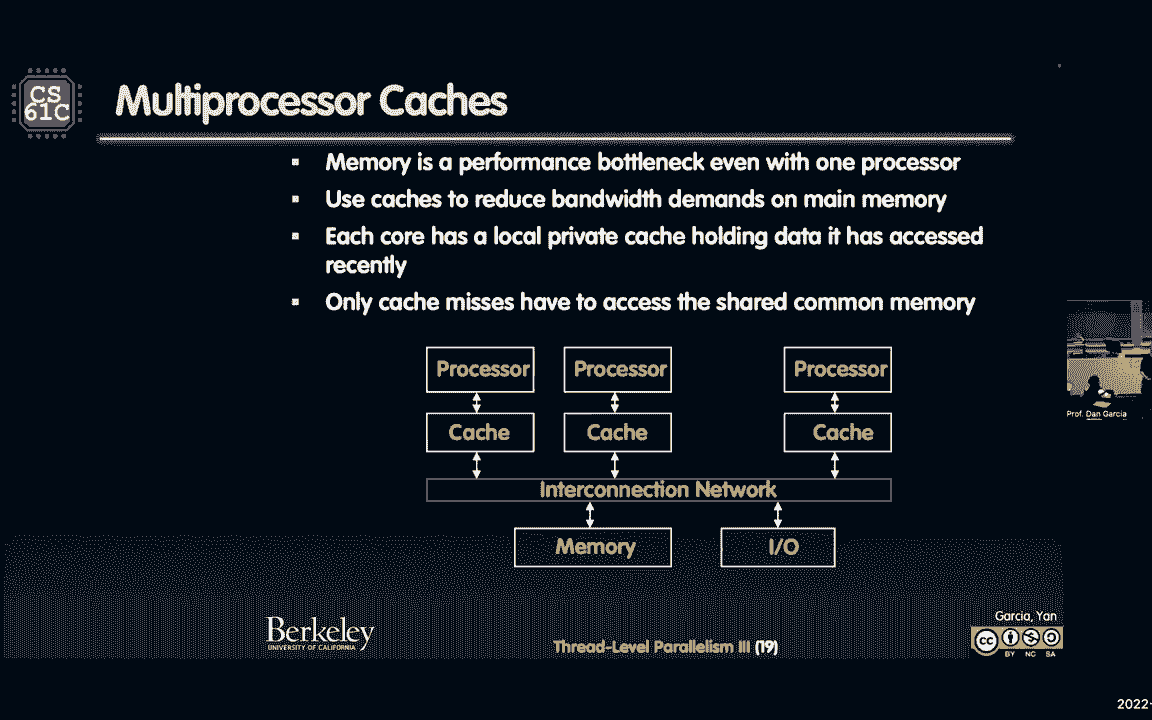 CS
61C
Multiprocessor Caches
▪ Memory is a performance bottleneck even with one processor
▪ Use caches to reduce bandwidth demands on main memory
▪ Each core has a local private cache holding data it has accessed
recently
▪ Only cache misses have to access the shared common memory
Processor Processor Processor
Cache Cache Cache
Interconnection Network
Memory I/O
Prof. Dan Garcia
Berkeley
UNIVERSITY OF CALIFORNIA
Thread-Level Parallelism III (19)
Garcia, Yan
cc
BY NC SA
2022-